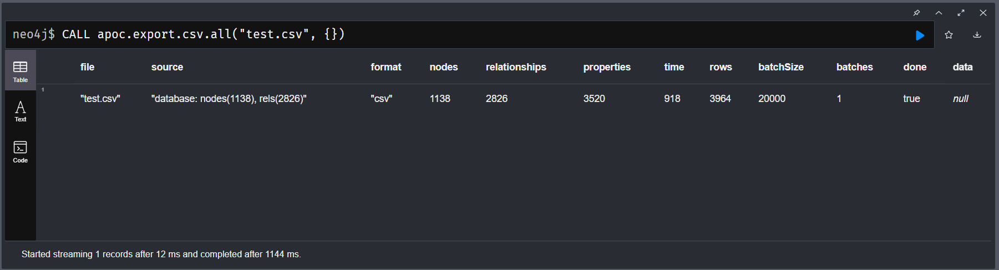 neo4j$ CALL apoc.export.csv.all("test.csv", {})
file source format nodes relationships properties time rows batchSize batches done data
1 "test.csv" "database: nodes(1138), rels(2826)" "csv" 1138 2826 3520 918 3964 20000 1 true null
Table
Text
Code
Started streaming 1 records after 12 ms and completed after 1144 ms.